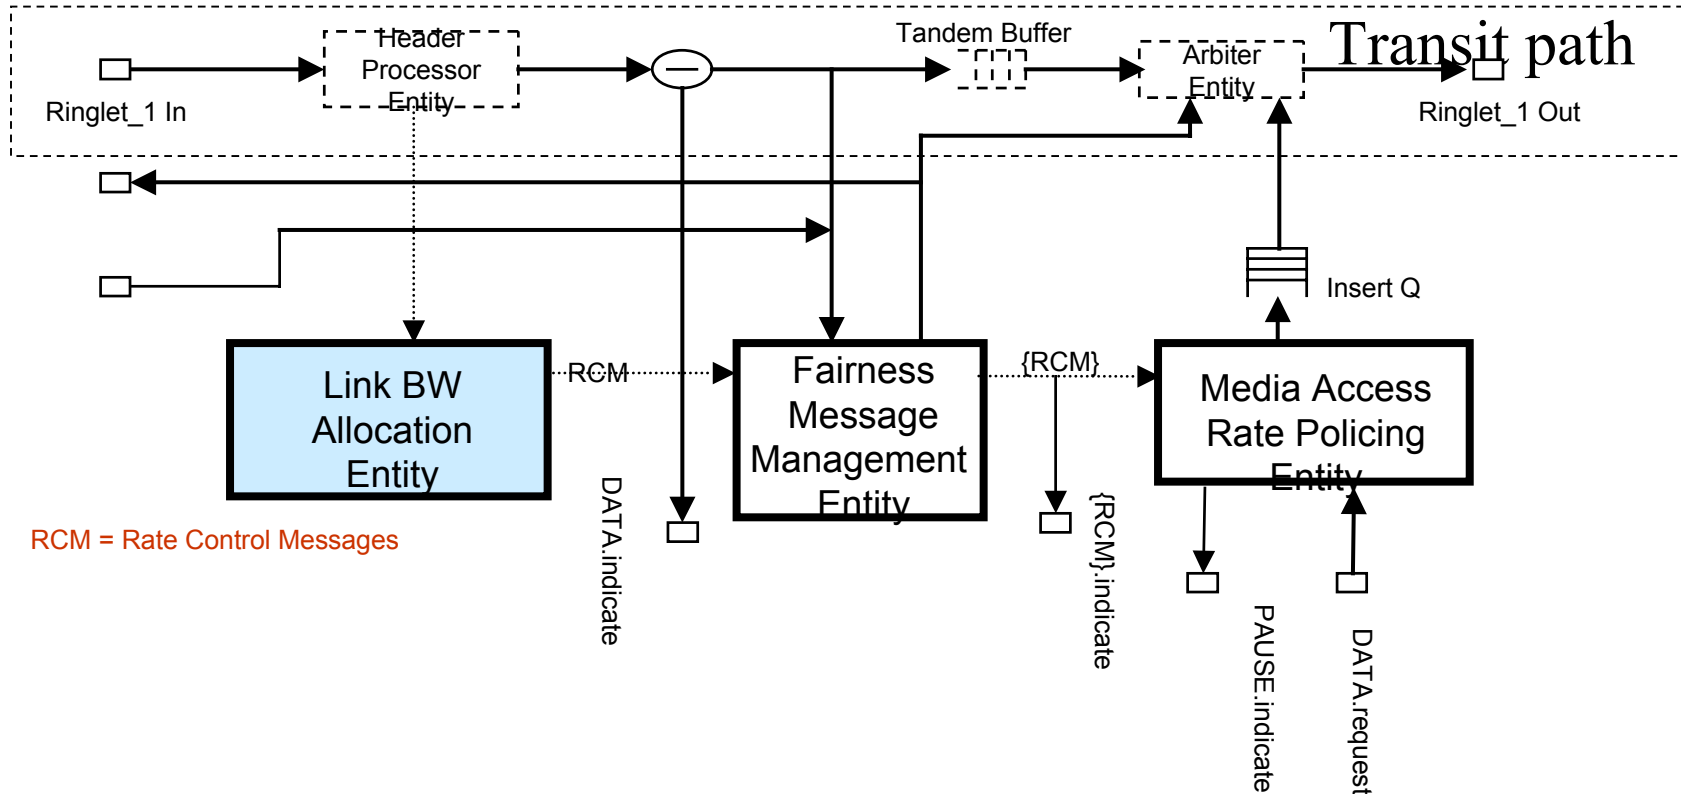 Transit path
Header
Processor
Entity
Tandem Buffer
Arbiter
Entity
Ringlet_1 In
Ringlet_1 Out
Insert Q
Link BW
Allocation
Entity
RCM
Fairness
Message
Management
Entity
{RCM}
Media Access
Rate Policing
Entity
RCM = Rate Control Messages
DATA.indicate
{RCM}.indicate
PAUSE.indicate
DATA.request